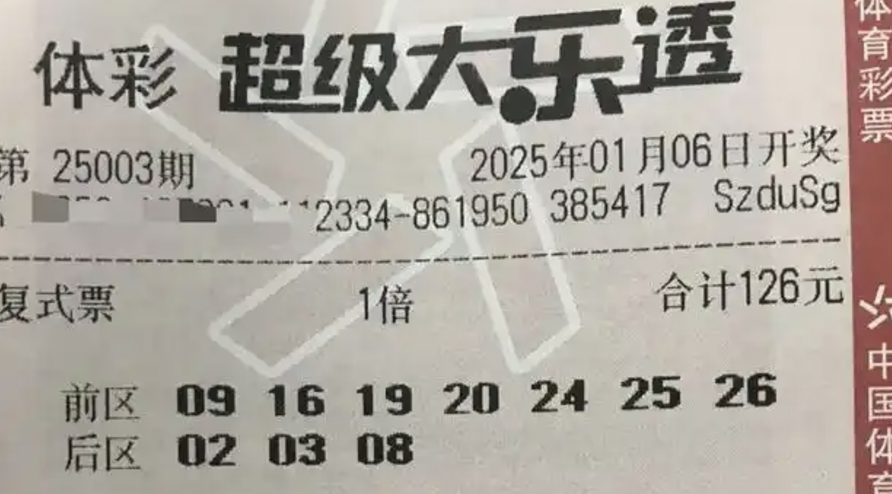 体彩 超级大乐透
第 25003期 2025年01月06日开奖
2334-861950 385417 SzduSg
复式票 1倍 合计126元
前区 09 16 19 20 24 25 26
后区 02 03 08
体育彩票
中国体育